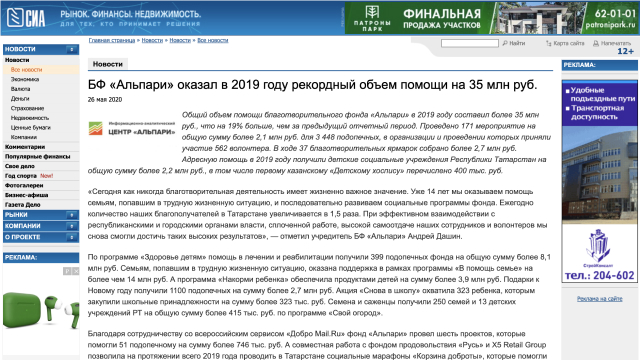 СИА
РЫНОК. ФИНАНСЫ. НЕДВИЖИМОСТЬ.
ДЛЯ ТЕХ, КТО ПРИНИМАЕТ РЕШЕНИЯ
ПАТРОНЫ
ПАРК
ФИНАЛЬНАЯ
ПРОДАЖА УЧАСТКОВ
62-01-01
patronipark.ru
Главная страница » Новости » Новости » Все новости
Найти
Карта сайта
Напечатать
12+
НОВОСТИ
Новости
Все новости
Экономика
Валюта
Деньги
Страхование
Недвижимость
Ценные бумаги
Компании
Комментарии
Популярные финансы
Свое дело
Год спорта New!
Фотогалереи
Бизнес-афиша
Газета Дело
РЫНКИ
КОМПАНИИ
О ПРОЕКТЕ
РЕКЛАМА:
Новости
БФ «Альпари» оказал в 2019 году рекордный объем помощи на 35 млн руб.
26 мая 2020
Информационно-аналитический
ЦЕНТР «АЛЬПАРИ»
Общий объем помощи благотворительного фонда «Альпари» в 2019 году составил более 35 млн
руб., что на 19% больше, чем за предыдущий отчетный период. Проведено 171 мероприятие на
общую сумму более 2,1 млн руб. для 3 448 подопечных, в организации и проведении которых приняли
участие 562 волонтера. В ходе 37 благотворительных ярмарок собрано более 2,7 млн руб.
Адресную помощь в 2019 году получили детские социальные учреждения Республики Татарстан на
общую сумму более 2,2 млн руб., в том числе первому казанскому «Детскому хоспису» перечислено 400 тыс. руб.
«Сегодня как никогда благотворительная деятельность имеет жизненно важное значение. Уже 14 лет мы оказываем помощь
семьям, попавшим в трудную жизненную ситуацию, и последовательно развиваем социальные программы фонда. Ежегодно
количество наших благополучателей в Татарстане увеличивается в 1,5 раза. При эффективном взаимодействии с
республиканскими и городскими органами власти, сплоченной работе, высокой самоотдаче наших сотрудников и волонтеров мы
снова смогли достичь таких высоких результатов», — отметил учредитель БФ «Альпари» Андрей Дашин.
По программе «Здоровье детям» помощь в лечении и реабилитации получили 399 подопечных фонда на общую сумму более 8,1
млн руб. Семьям, попавшим в трудную жизненную ситуацию, оказана поддержка в рамках программы «В помощь семье» на
более чем 14 млн руб. А программа «Накорми ребенка» обеспечила продуктами детей на сумму более 3,9 млн руб. Подарки к
Новому году получили 1100 подопечных на сумму более 2,7 млн руб. Акция «Снова в школу» охватила 323 ребенка, которым
закупили школьные принадлежности на сумму более 323 тыс. руб. Семена и саженцы получили 250 семей и 13 детских
учреждений РТ на общую сумму более 415 тыс. руб. по программе «Свой огород».
Благодаря сотрудничеству со всероссийским сервисом «Добро Mail.Ru» фонд «Альпари» провел шесть проектов, которые
помогли 51 подопечному на сумму более 746 тыс. руб. А совместная работа с фондом продовольствия «Русь» и X5 Retail Group
позволила на протяжении всего 2019 года проводить в Татарстане социальные марафоны «Корзина доброты», которые помогли
РЕКЛАМА:
Удобные
подъездные пути
Транспортная
доступность
СтройКомплект
тел.: 204-602
Реклама на сайте